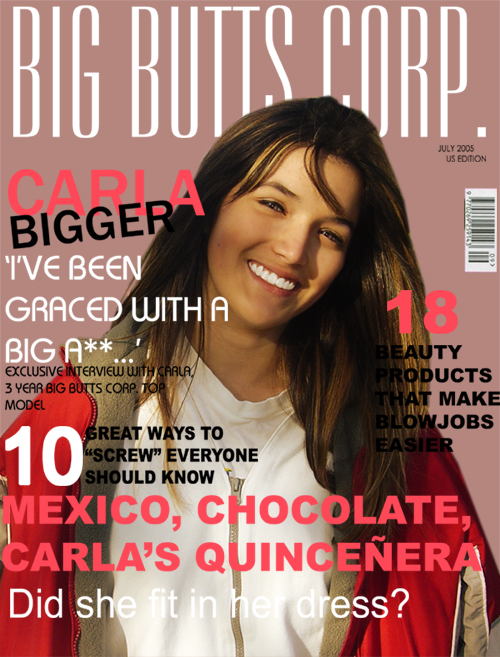 BIG BUTTS CORP.
JULY 2005
US EDITION
CARLA
BIGGER
'I'VE BEEN
GRACED WITH A
BIG A**...'
EXCLUSIVE INTERVIEW WITH CARLA,
3 YEAR BIG BUTTS CORP. TOP
MODEL
18
BEAUTY
PRODUCTS
THAT MAKE
BLOWJOBS
EASIER
10 GREAT WAYS TO
"SCREW" EVERYONE
SHOULD KNOW
MEXICO, CHOCOLATE,
CARLA'S QUINCEÑERA
Did she fit in her dress?